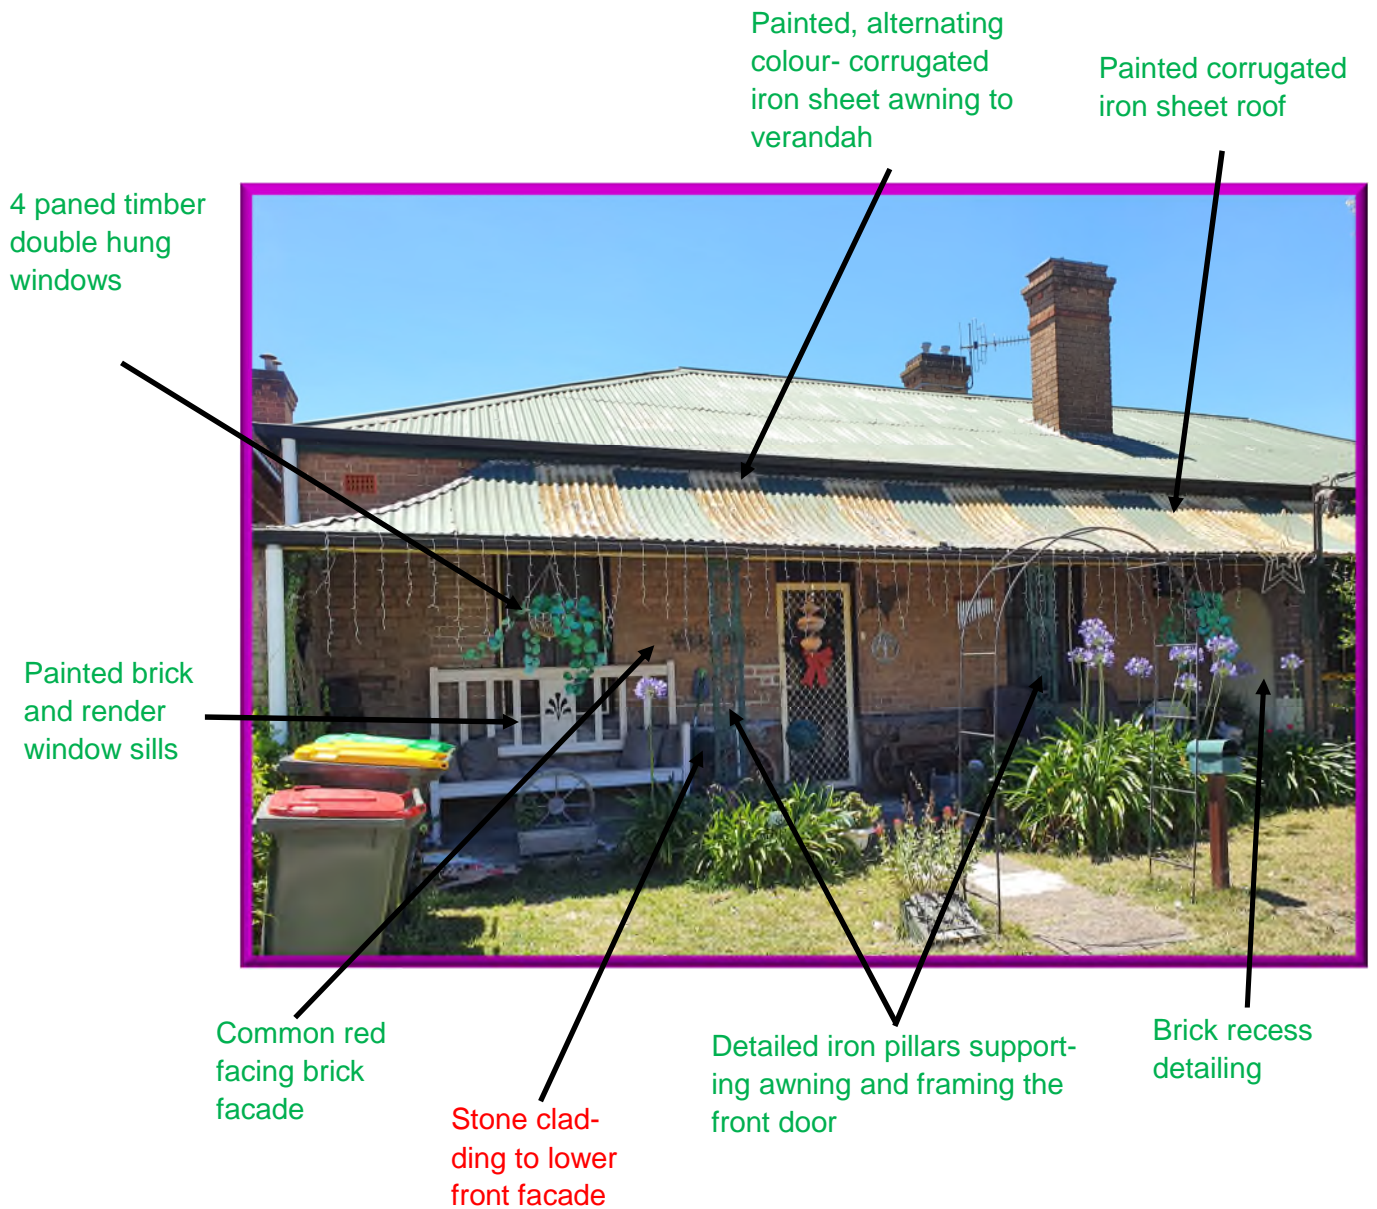 Painted, alternating
colour- corrugated
iron sheet awning to
verandah
Painted corrugated
iron sheet roof
4 paned timber
double hung
windows
Painted brick
and render
window sills
Common red
facing brick
facade
Stone clad-
ding to lower
front facade
Detailed iron pillars support-
ing awning and framing the
front door
Brick recess
detailing